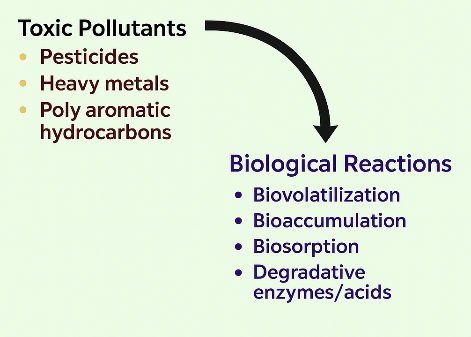 Toxic Pollutants
• Pesticides
• Heavy metals
• Poly aromatic
hydrocarbons
Biological Reactions
• Biovolatilization
• Bioaccumulation
• Biosorption
• Degradative
enzymes/acids